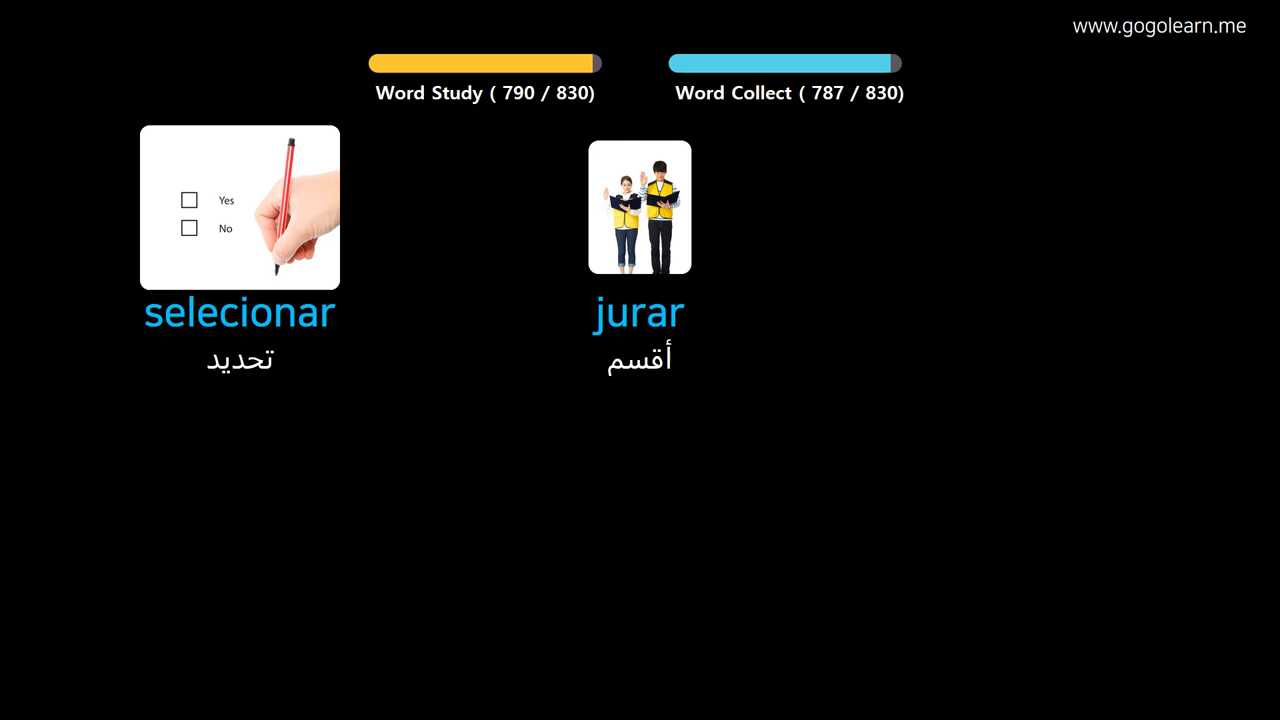 www.gogolearn.me
Word Study ( 790 / 830)
Word Collect ( 787 / 830)
Yes
No
selecionar
jurar
تحديد
أقسم